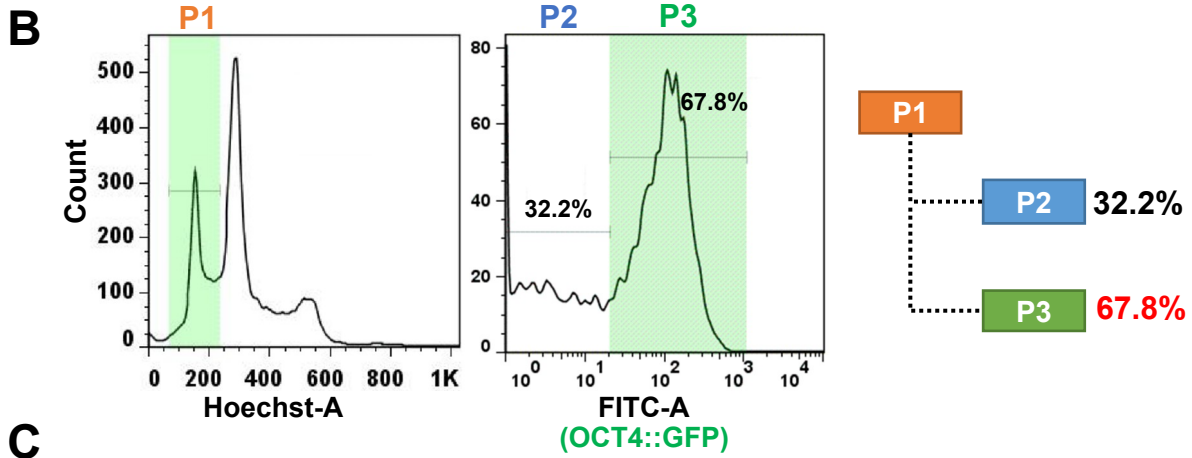 B
P1
P2
P3
Count
500
400
300
200
100
0
0 200 400 600 800 1K
Hoechst-A
80
60
40
20
0
32.2%
67.8%
10^0 10^1 10^2 10^3 10^4
FITC-A
(OCT4::GFP)
P1
P2 32.2%
P3 67.8%
C